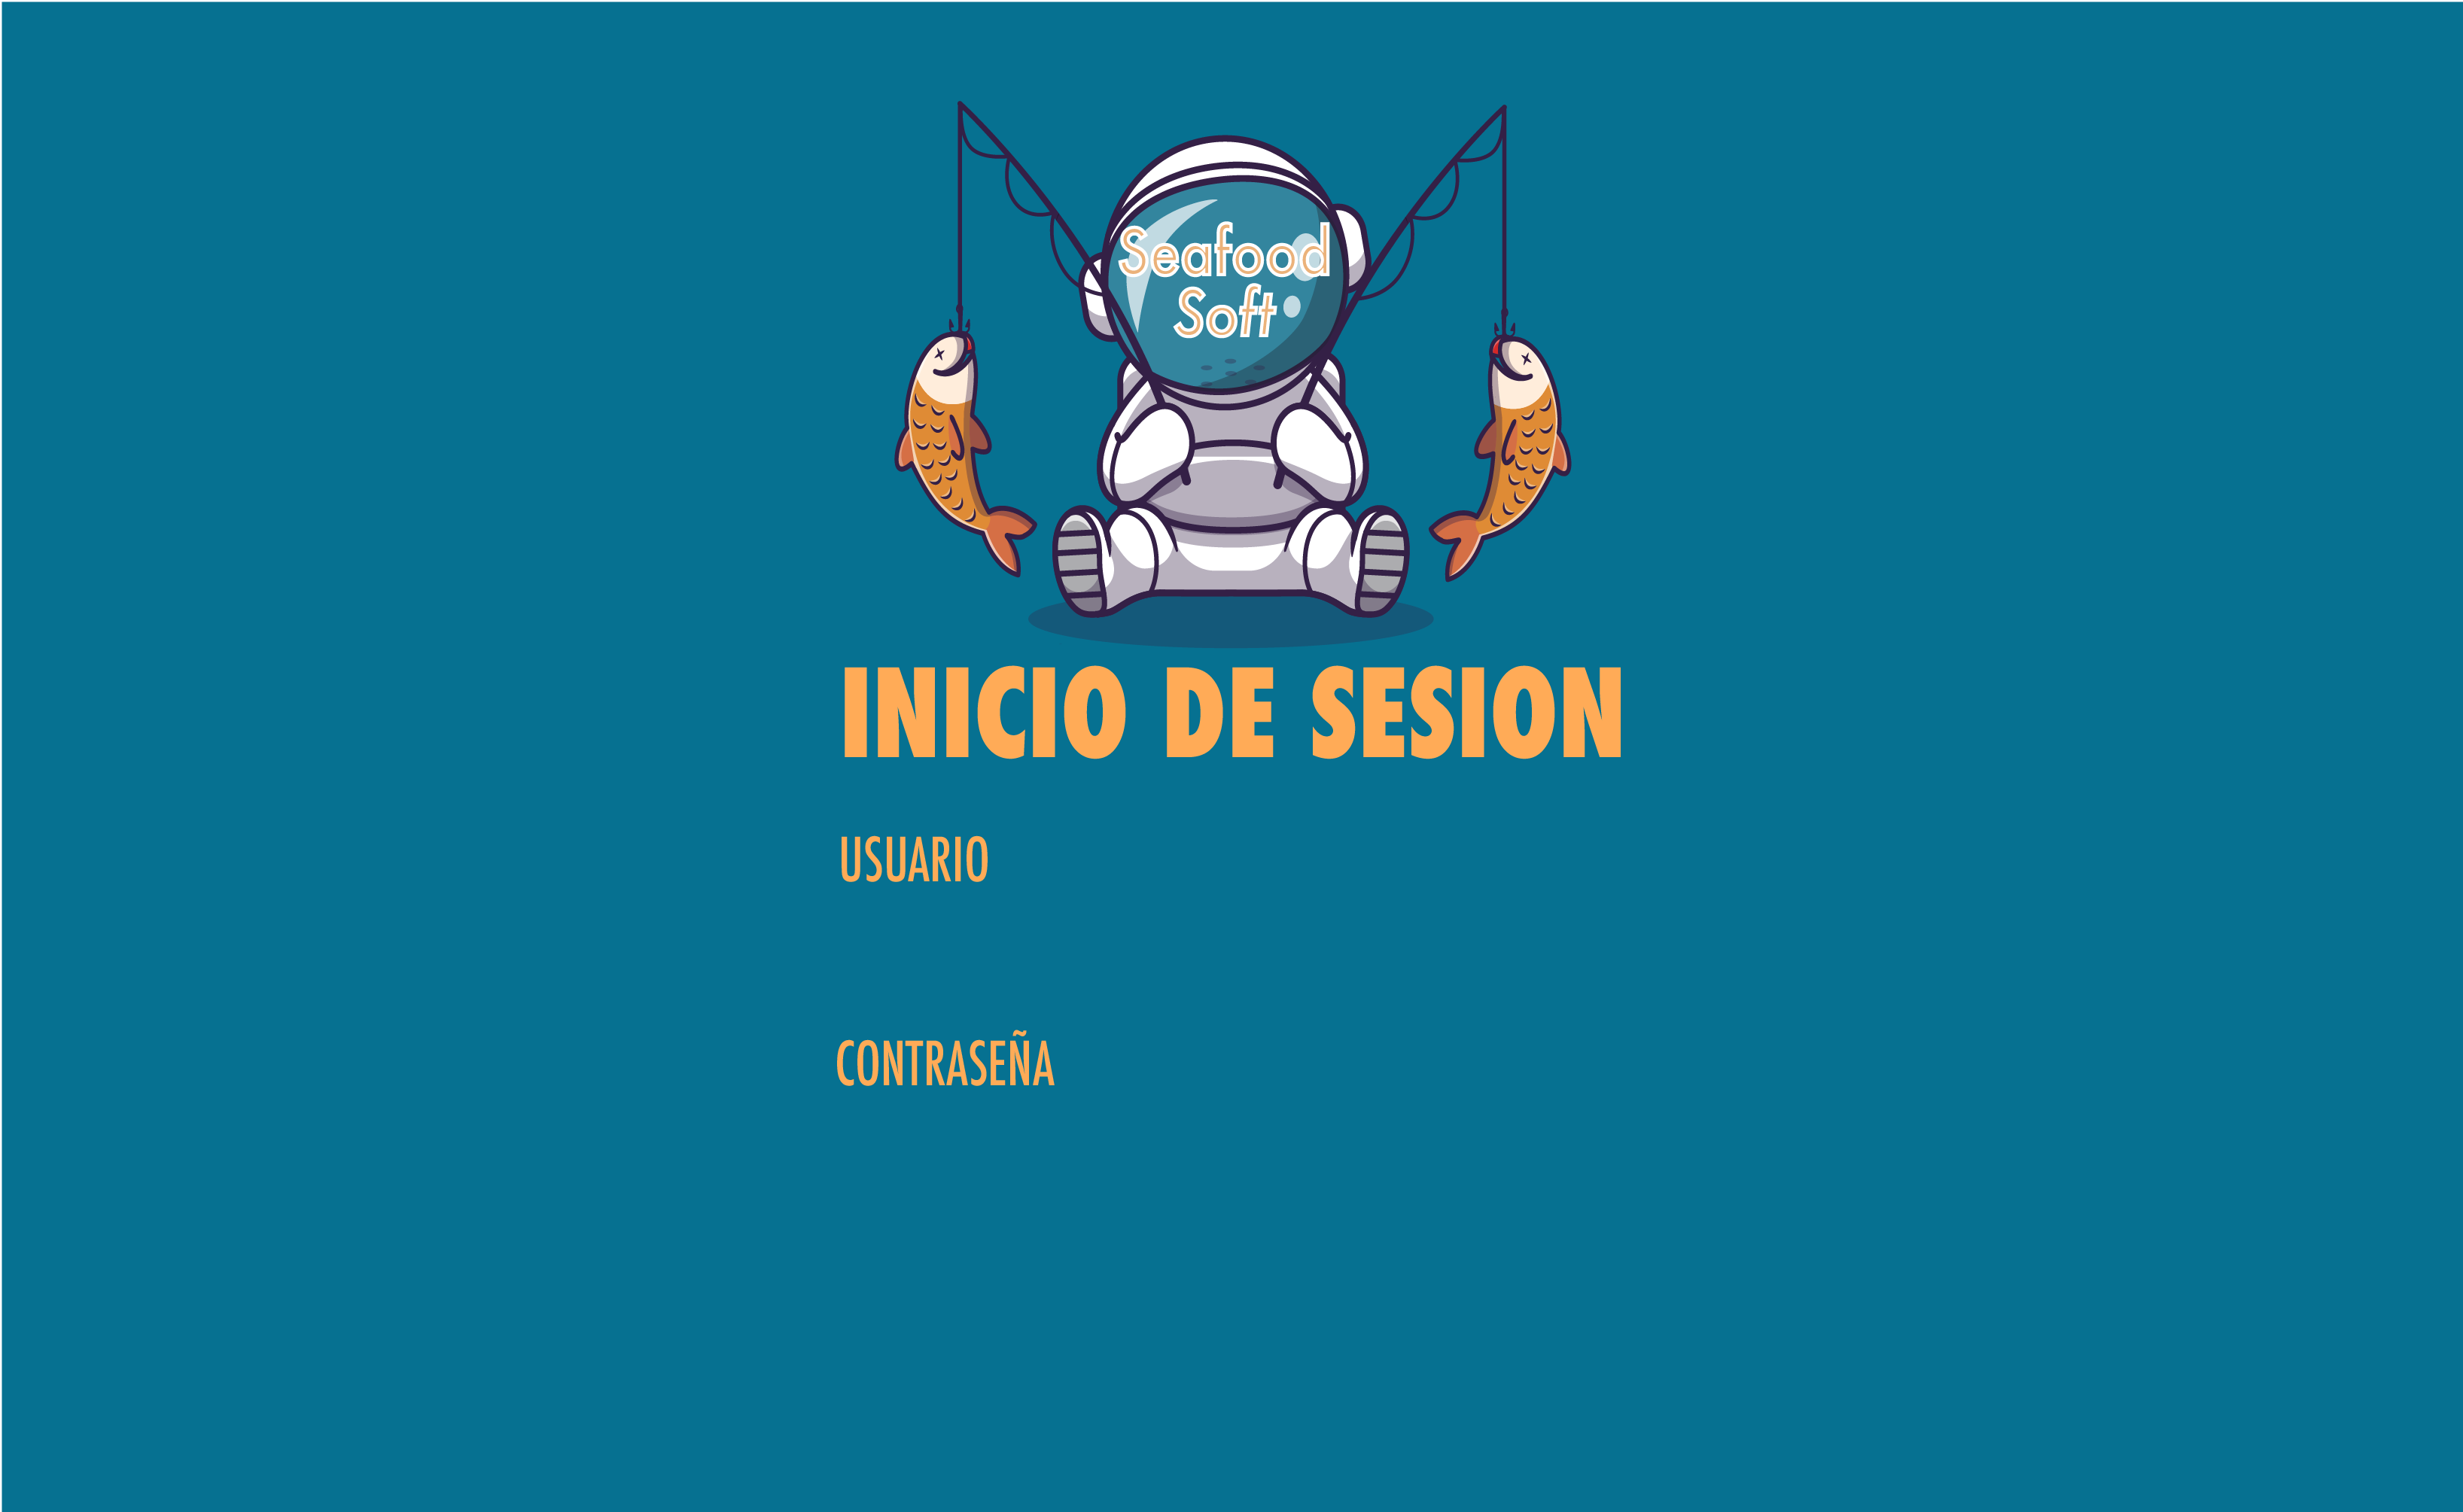 Seafood
Soft
INICIO DE SESION
USUARIO
CONTRASEÑA